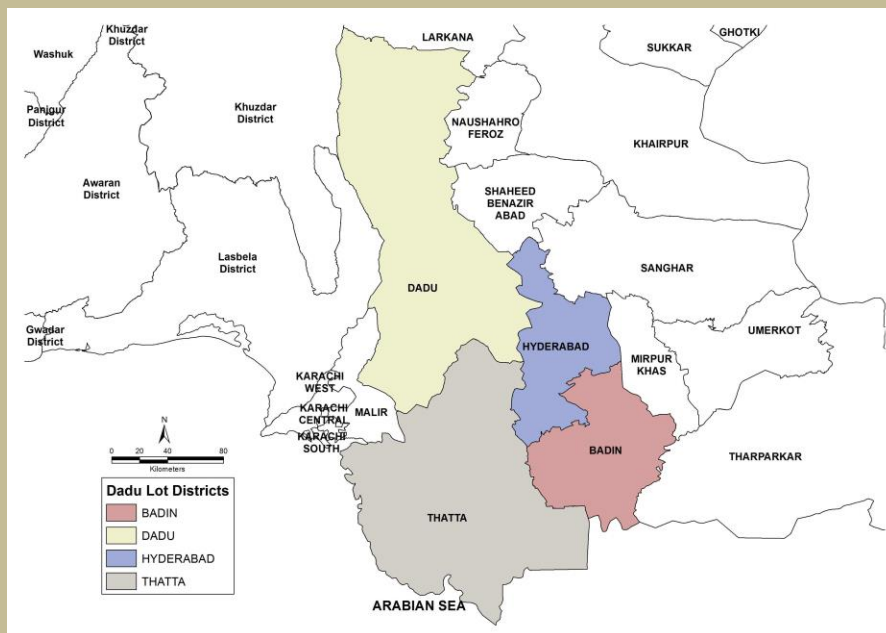 Khuzdar
District
LARKANA
GHOTKI
SUKKAR
Washuk
Panjgur
District
Khuzdar
District
NAUSHAHRO
FEROZ
KHAIRPUR
Awaran
District
SHAHEED
BENAZIR
ABAD
Lasbela
District
SANGHAR
DADU
Gwadar
District
HYDERABAD
UMERKOT
MIRPUR
KHAS
KARACHI
WEST
KARACHI
CENTRAL
MALIR
KARACHI
SOUTH
BADIN
THARPARKAR
N
0 20 40 80
Kilometers
THATTA
Dadu Lot Districts
BADIN
DADU
HYDERABAD
THATTA
ARABIAN SEA